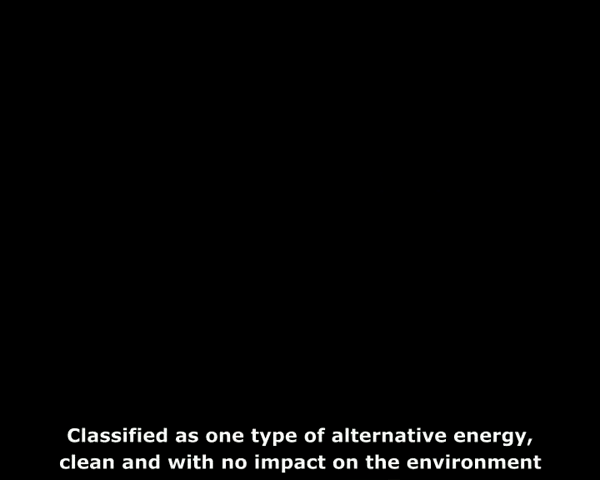 Classified as one type of alternative energy,
clean and with no impact on the environment